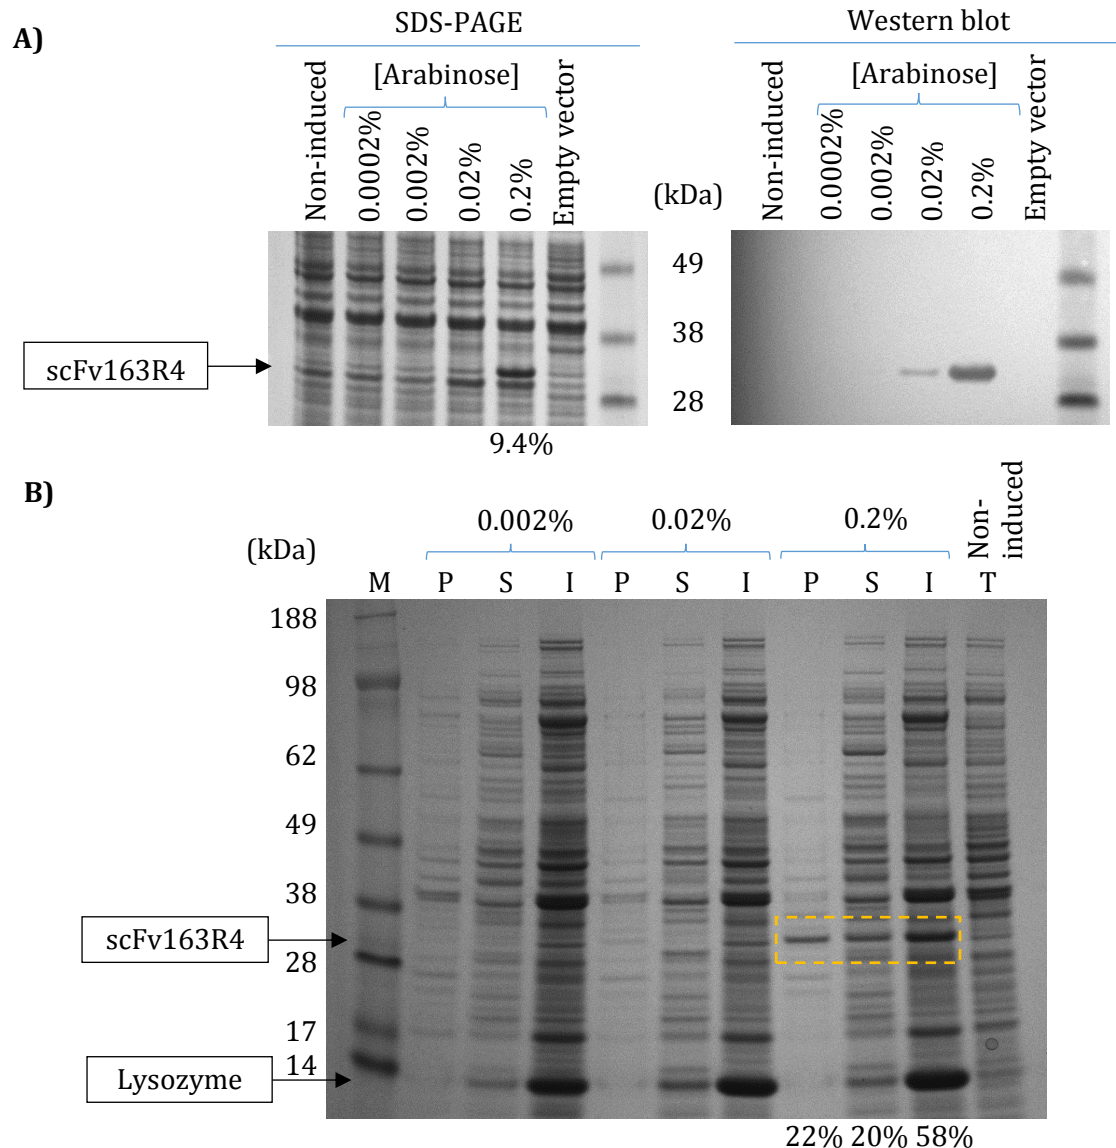 A)
SDS-PAGE
Western blot
Non-induced
[Arabinose]
0.0002%
0.002%
0.02%
0.2%
Empty vector
(kDa)
Non-induced
[Arabinose]
0.0002%
0.002%
0.02%
0.2%
Empty vector
49
38
28
scFv163R4
9.4%
B)
(kDa)
0.002%
0.02%
0.2%
Non-
induced
M P S I P S I P S I T
188
98
62
49
38
scFv163R4
28
17
14
Lysozyme
22% 20% 58%